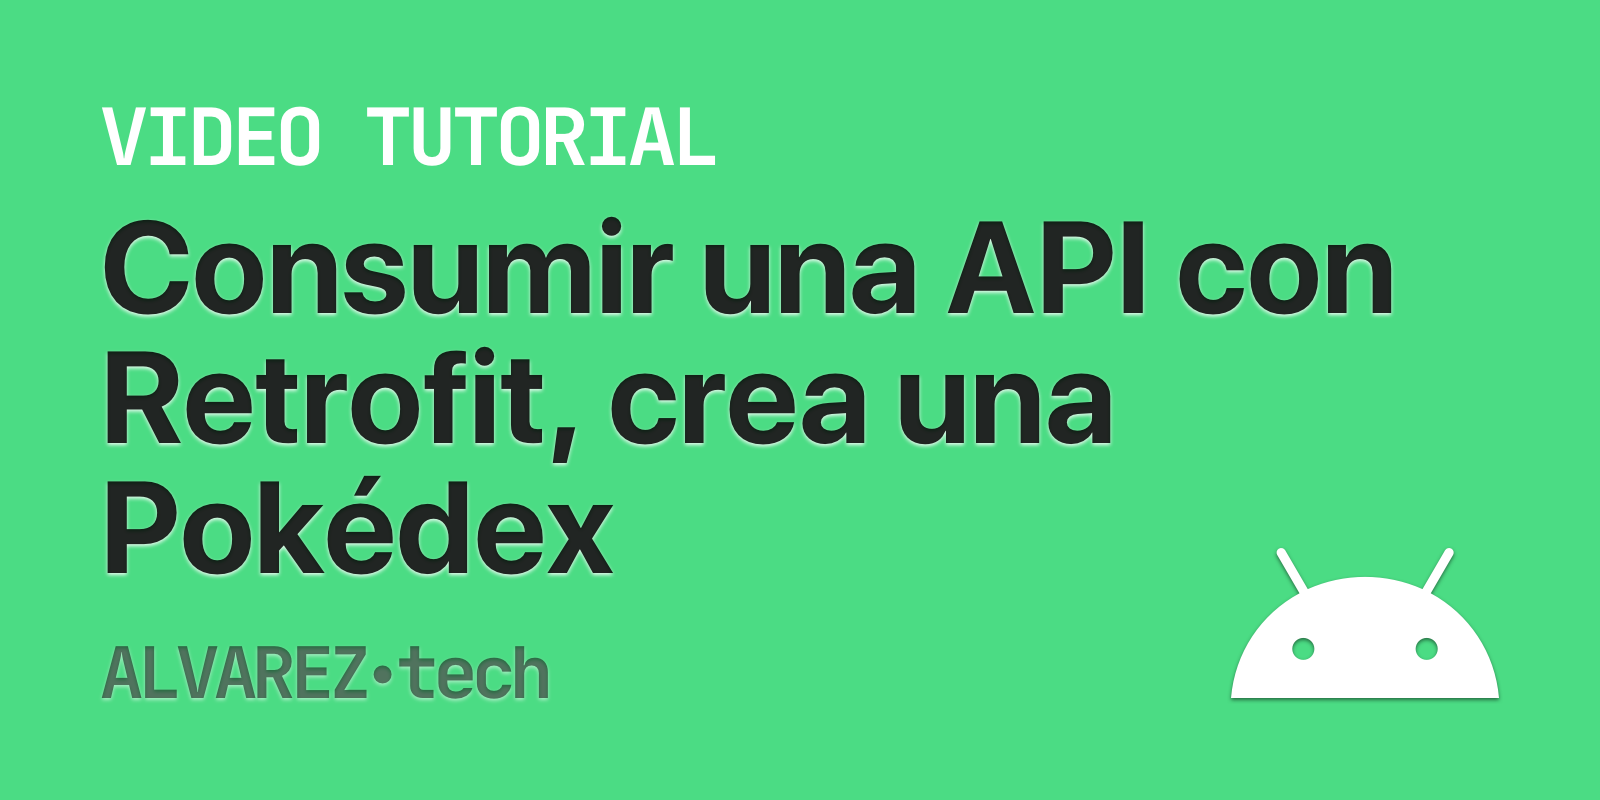 VIDEO TUTORIAL
Consumir una API con
Retrofit, crea una
Pokédex
ALVAREZ•tech